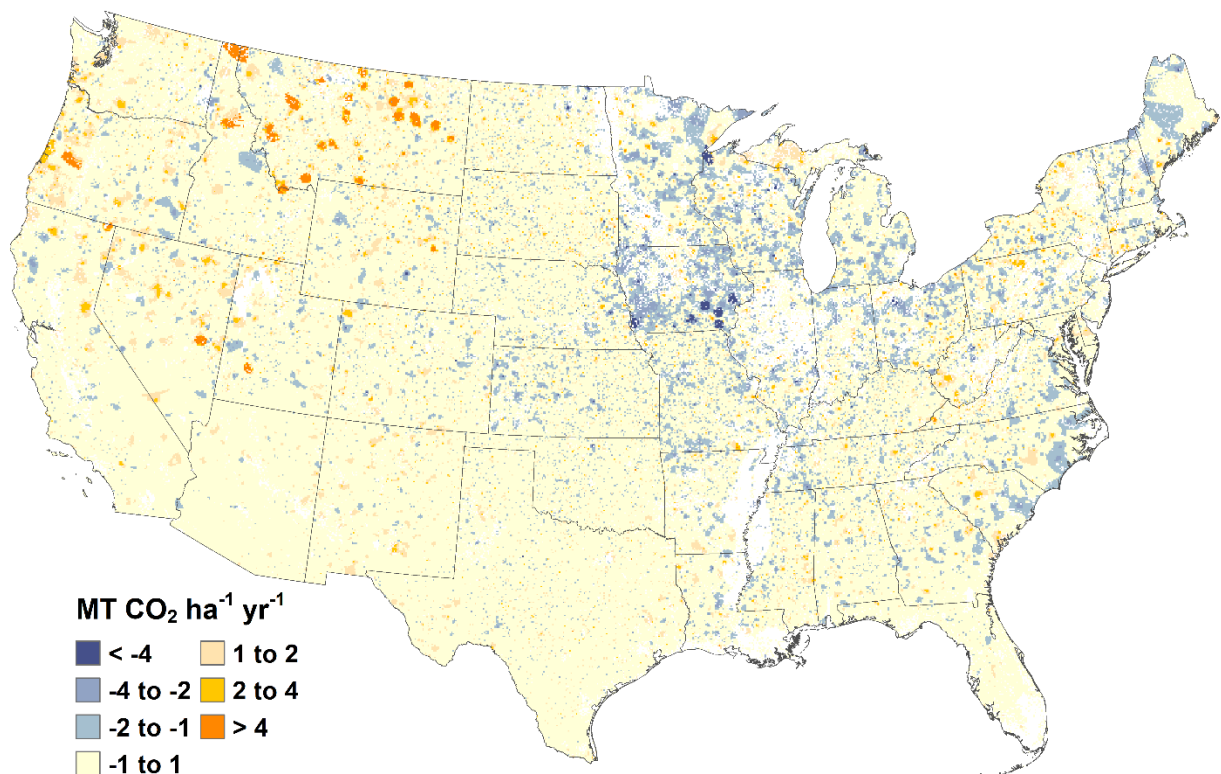 MT CO₂ ha⁻¹ yr⁻¹
< -4
1 to 2
-4 to -2
2 to 4
-2 to -1
> 4
-1 to 1